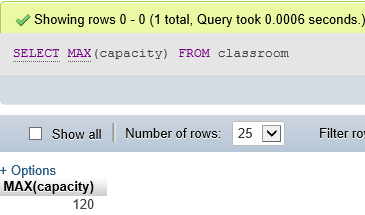 Showing rows 0 - 0 (1 total, Query took 0.0006 seconds.)
SELECT MAX(capacity) FROM classroom
Show all Number of rows: 25 Filter ro
+ Options
MAX(capacity)
120